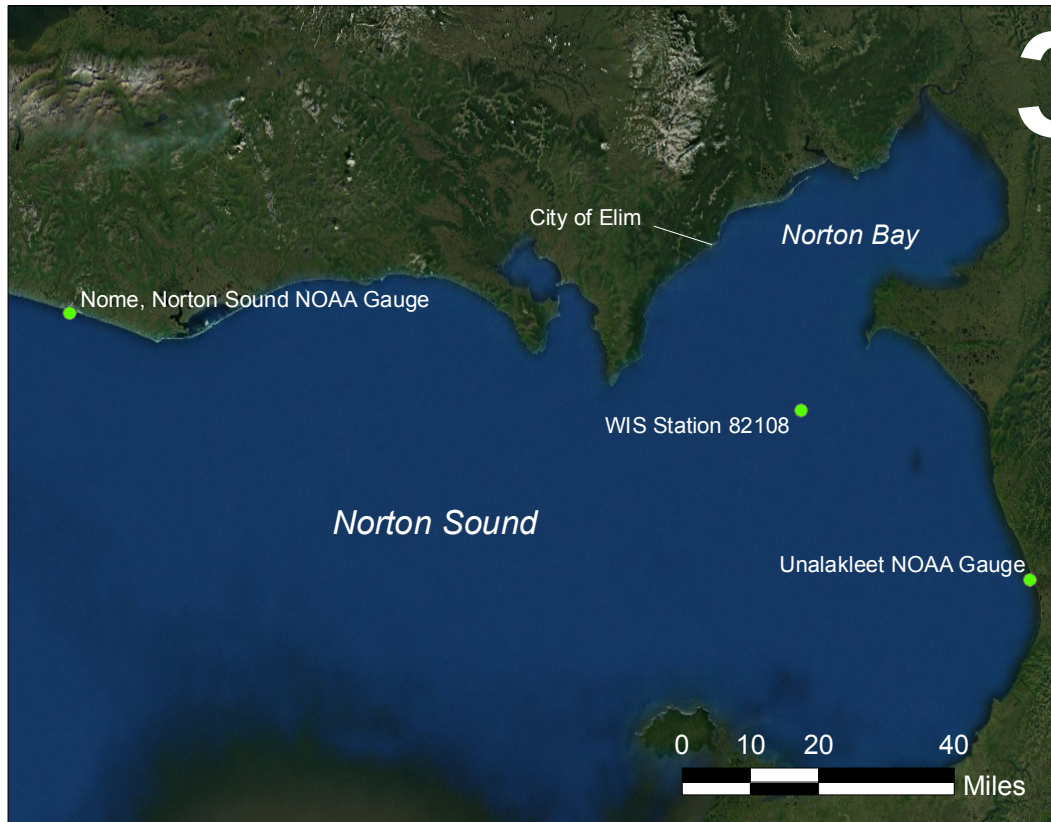 City of Elim
Norton Bay
Nome, Norton Sound NOAA Gauge
WIS Station 82108
Norton Sound
Unalakleet NOAA Gauge
0 10 20 40
Miles